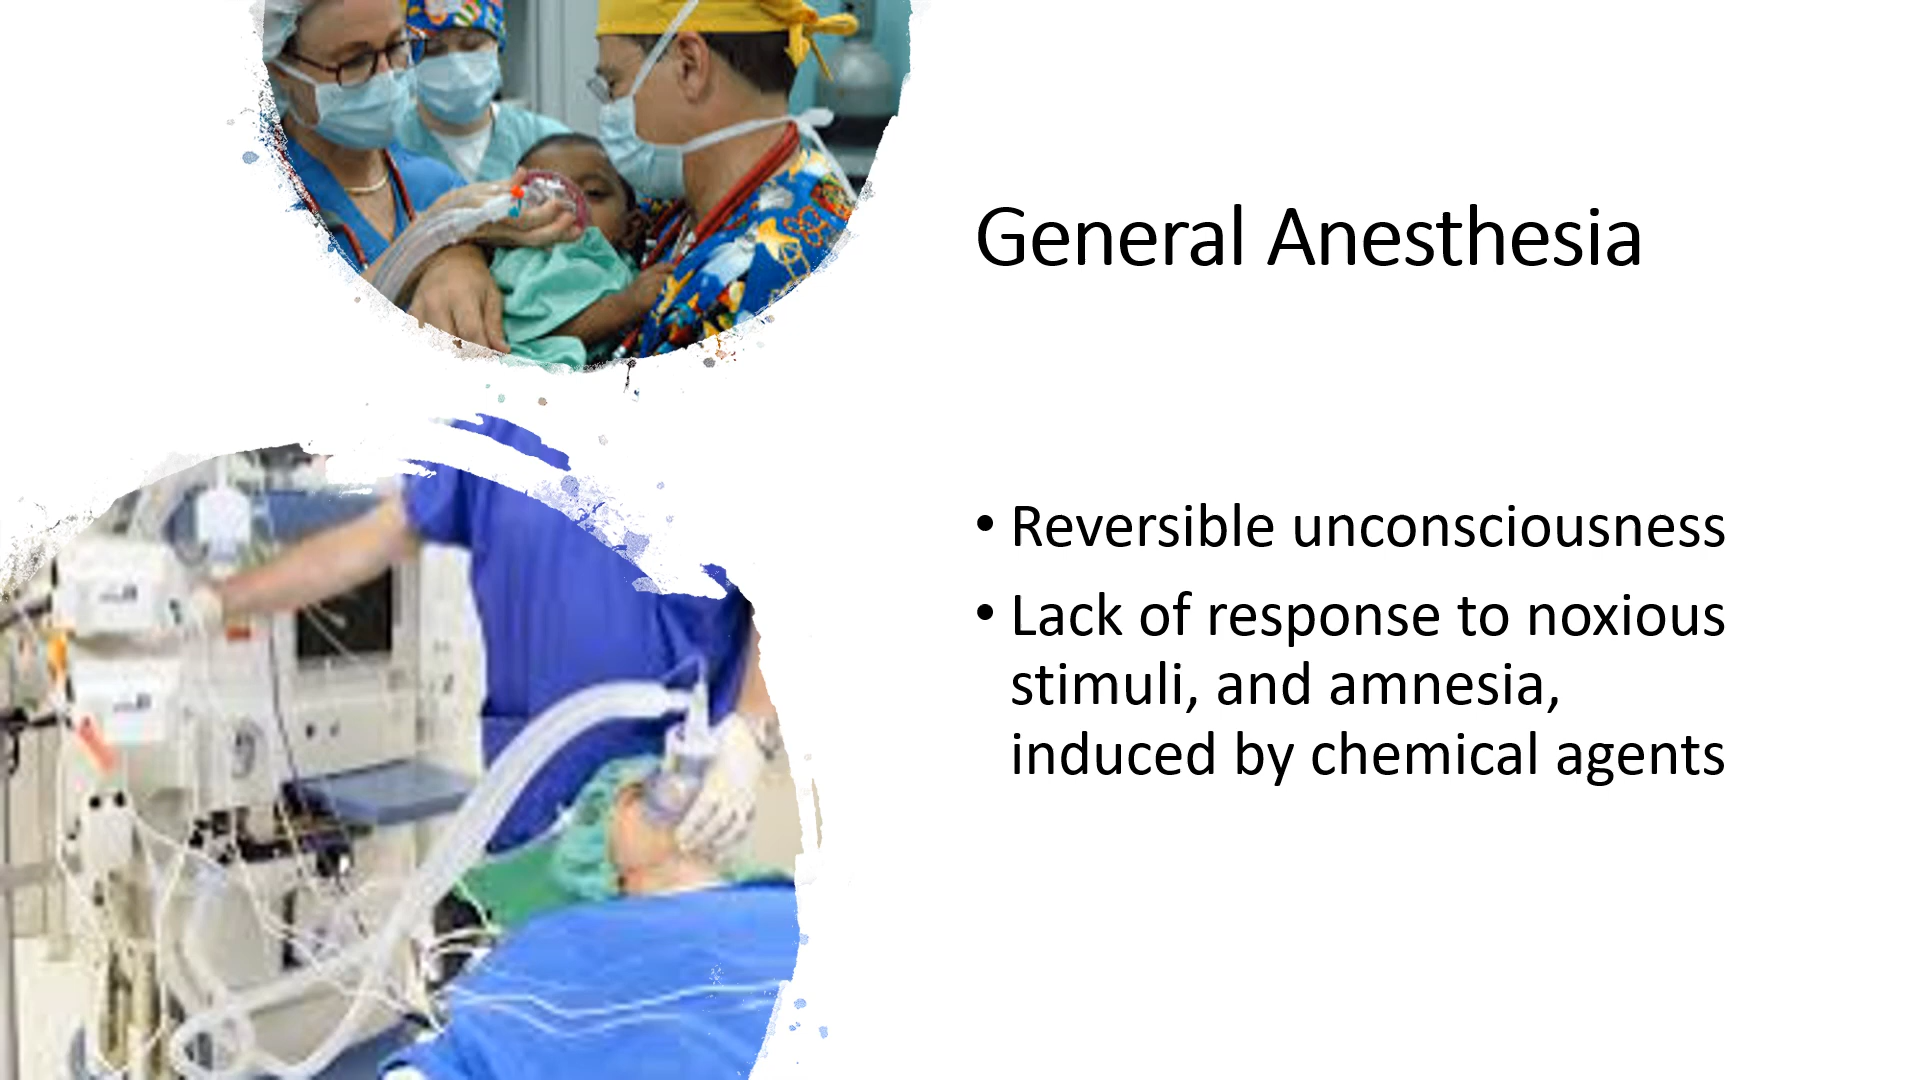 General Anesthesia
• Reversible unconsciousness
• Lack of response to noxious
stimuli, and amnesia,
induced by chemical agents